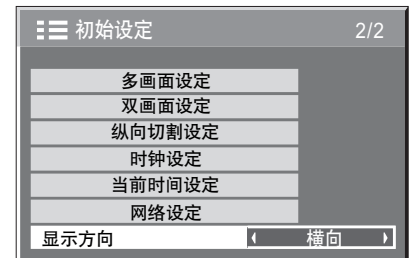 初始设定 2/2
多画面设定
双画面设定
纵向切割设定
时钟设定
当前时间设定
网络设定
显示方向 横向